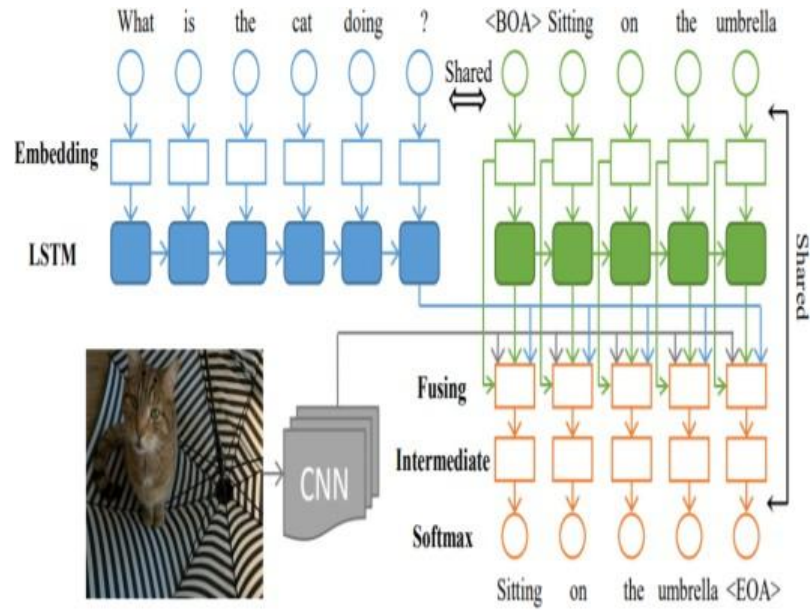 What is the cat doing ?
<BOA> Sitting on the umbrella
Shared
Embedding
LSTM
Shared
Fusing
Intermediate
CNN
Softmax
Sitting on the umbrella <EOA>